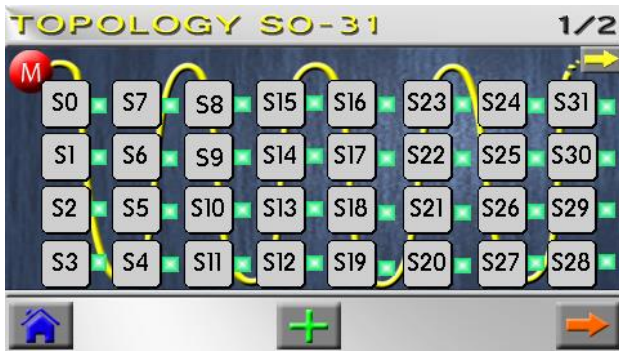 TOPOLOGY SO-31 1/2
M
S0 S7 S8 S15 S16 S23 S24 S31
S1 S6 S9 S14 S17 S22 S25 S30
S2 S5 S10 S13 S18 S21 S26 S29
S3 S4 S11 S12 S19 S20 S27 S28